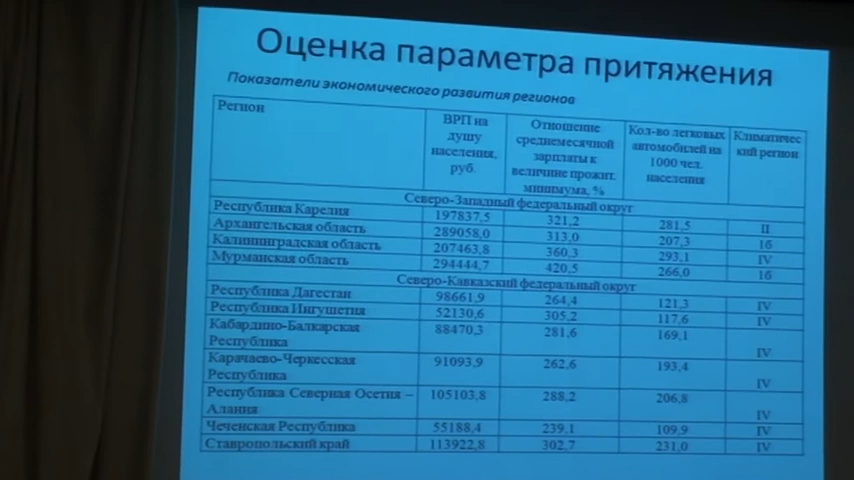 Оценка параметра притяжения
Показатели экономического развития регионов
Регион
ВРП на
душу
населения,
руб.
Отношение
среднемесячной
зарплаты к
величине прожит.
минимума, %
Кол-во легковых
автомобилей на
1000 чел.
населения
Климатичес
кий регион
Северо-Западный федеральный округ
Республика Карелия 197837,5 321,2 281,5 II
Архангельская область 289058,0 313,0 207,3 Iб
Калининградская область 207463,8 360,3 293,1 IV
Мурманская область 294444,7 420,5 266,0 Iб
Северо-Кавказский федеральный округ
Республика Дагестан 98661,9 264,4 121,3 IV
Республика Ингушетия 52130,6 305,2 117,6 IV
Кабардино-Балкарская 88470,3 281,6 169,1
Республика IV
Карачаево-Черкесская 91093,9 262,6 193,4
Республика IV
Республика Северная Осетия – 105103,8 288,2 206,8
Алания IV
Чеченская Республика 55188,4 239,1 109,9 IV
Ставропольский край 113922,8 302,7 231,0 IV